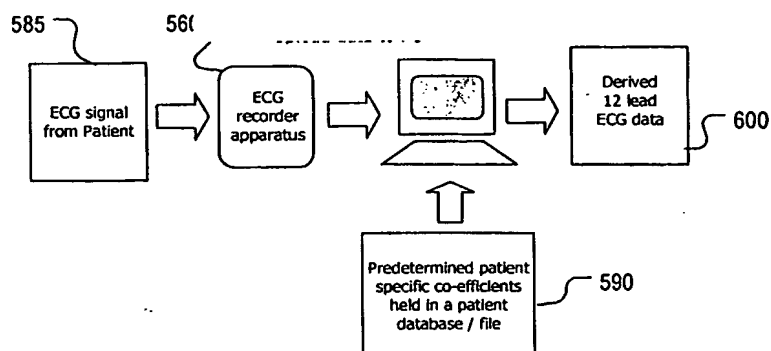 585
ECG signal
from Patient
ECG
recorder
apparatus
Derived
12 lead
ECG data
600
Predetermined patient
specific co-efficients
held in a patient
database / file
590